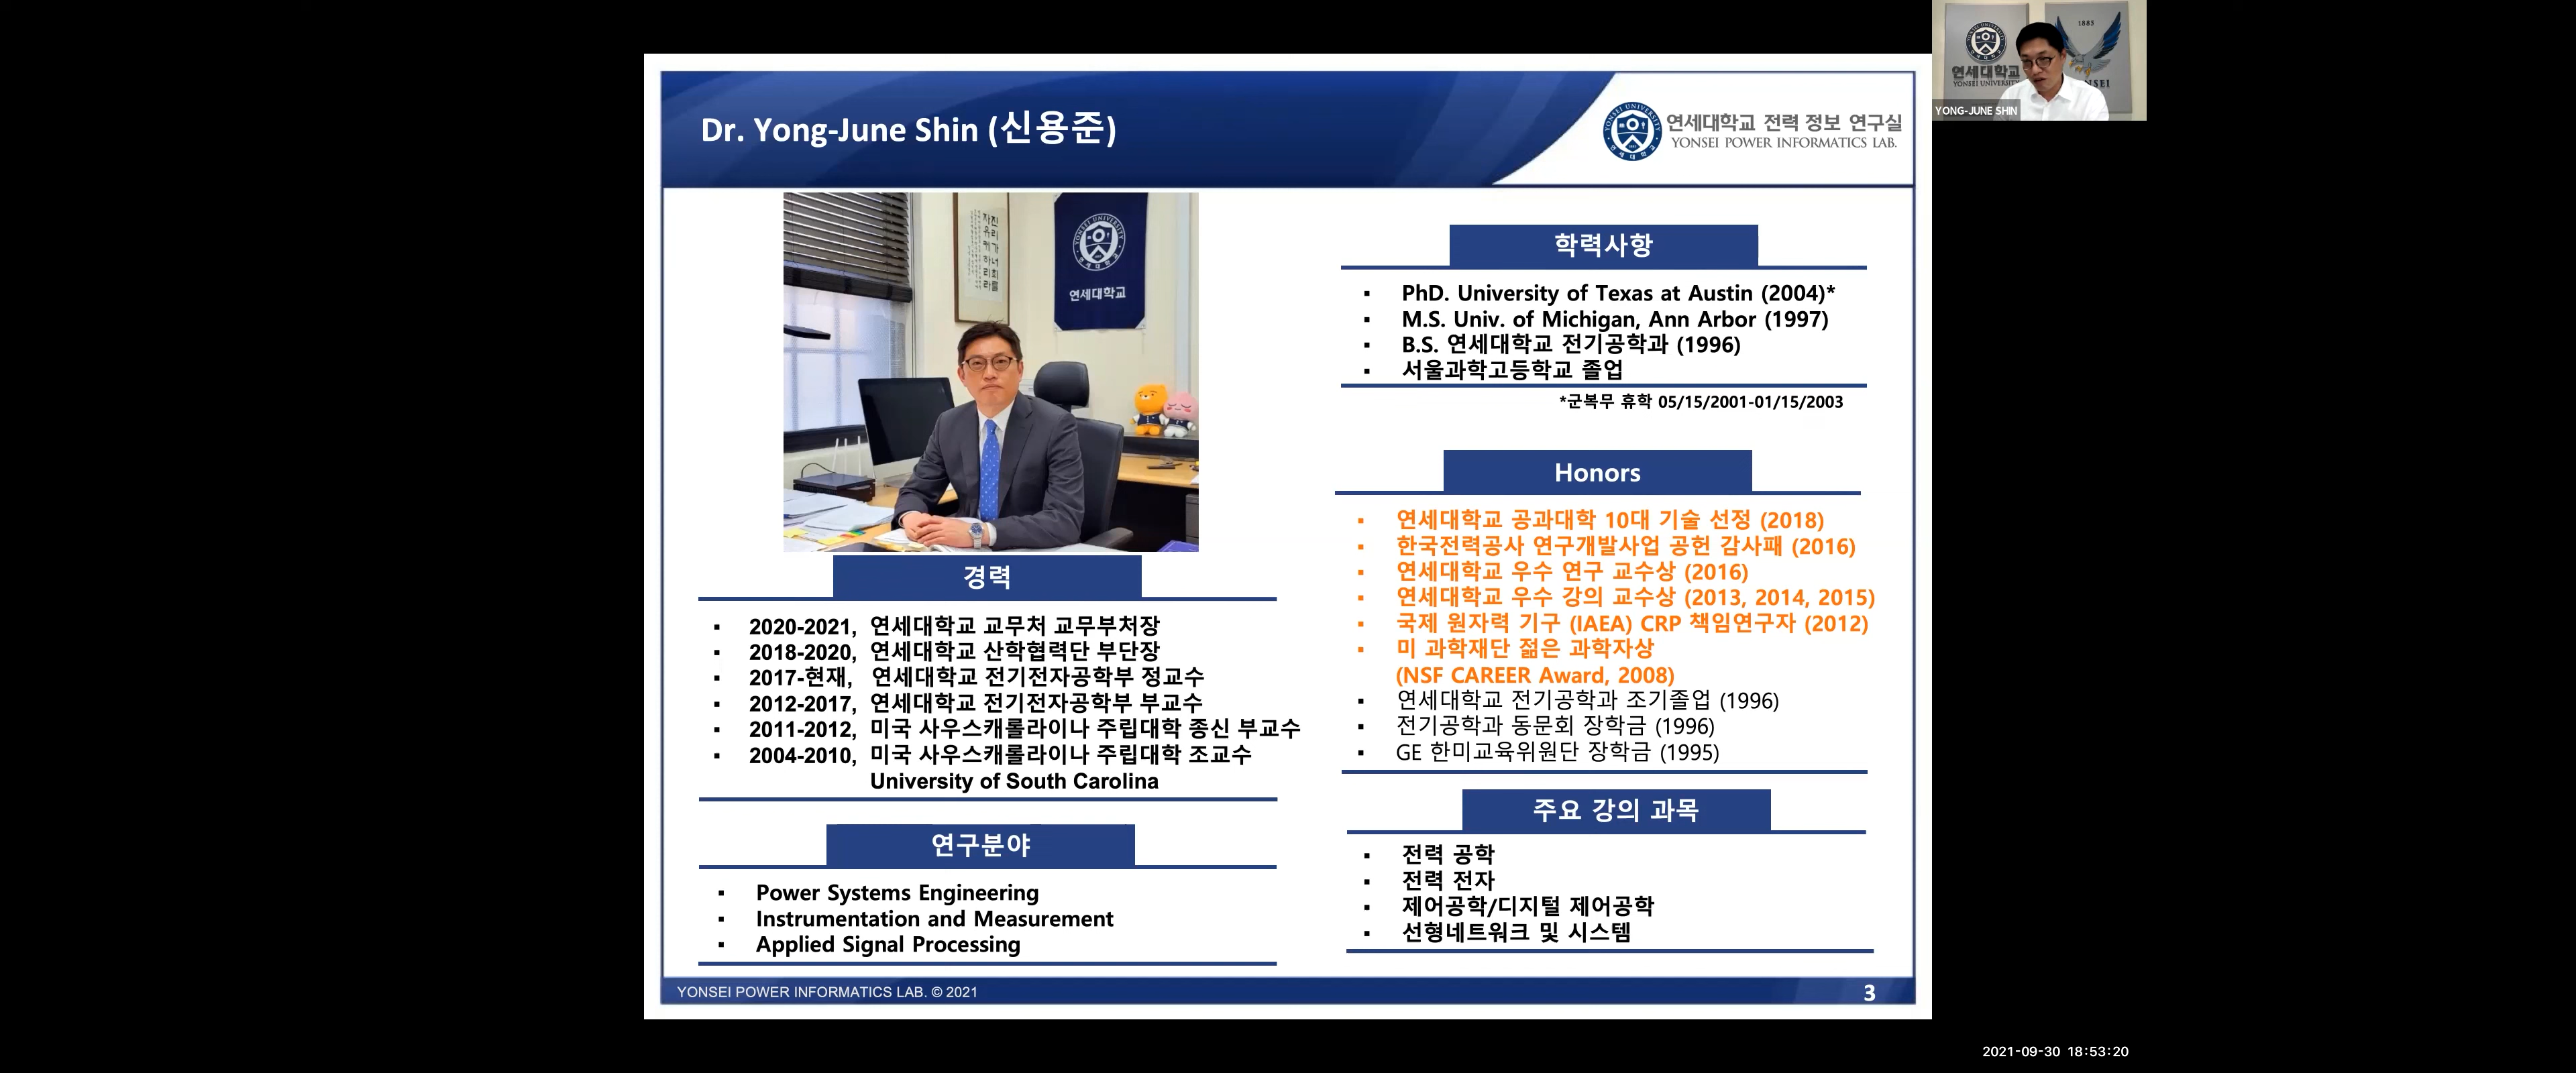 Dr. Yong-June Shin (신용준)
연세대학교 전력 정보 연구실
YONSEI POWER INFORMATICS LAB.
진리가 너희를
자유케 하리라
연세대학교
경력
2020-2021, 연세대학교 교무처 교무부처장
2018-2020, 연세대학교 산학협력단 부단장
2017-현재, 연세대학교 전기전자공학부 정교수
2012-2017, 연세대학교 전기전자공학부 부교수
2011-2012, 미국 사우스캐롤라이나 주립대학 종신 부교수
2004-2010, 미국 사우스캐롤라이나 주립대학 조교수
University of South Carolina
연구분야
Power Systems Engineering
Instrumentation and Measurement
Applied Signal Processing
학력사항
PhD. University of Texas at Austin (2004)*
M.S. Univ. of Michigan, Ann Arbor (1997)
B.S. 연세대학교 전기공학과 (1996)
서울과학고등학교 졸업
*군복무 휴학 05/15/2001-01/15/2003
Honors
연세대학교 공과대학 10대 기술 선정 (2018)
한국전력공사 연구개발사업 공헌 감사패 (2016)
연세대학교 우수 연구 교수상 (2016)
연세대학교 우수 강의 교수상 (2013, 2014, 2015)
국제 원자력 기구 (IAEA) CRP 책임연구자 (2012)
미 과학재단 젊은 과학자상
(NSF CAREER Award, 2008)
연세대학교 전기공학과 조기졸업 (1996)
전기공학과 동문회 장학금 (1996)
GE 한미교육위원단 장학금 (1995)
주요 강의 과목
전력 공학
전력 전자
제어공학/디지털 제어공학
선형네트워크 및 시스템
YONSEI POWER INFORMATICS LAB. © 2021
3
1885
연세대학교
YONSEI UNIVERSITY
YONG-JUNE SHIN
2021-09-30 18:53:20